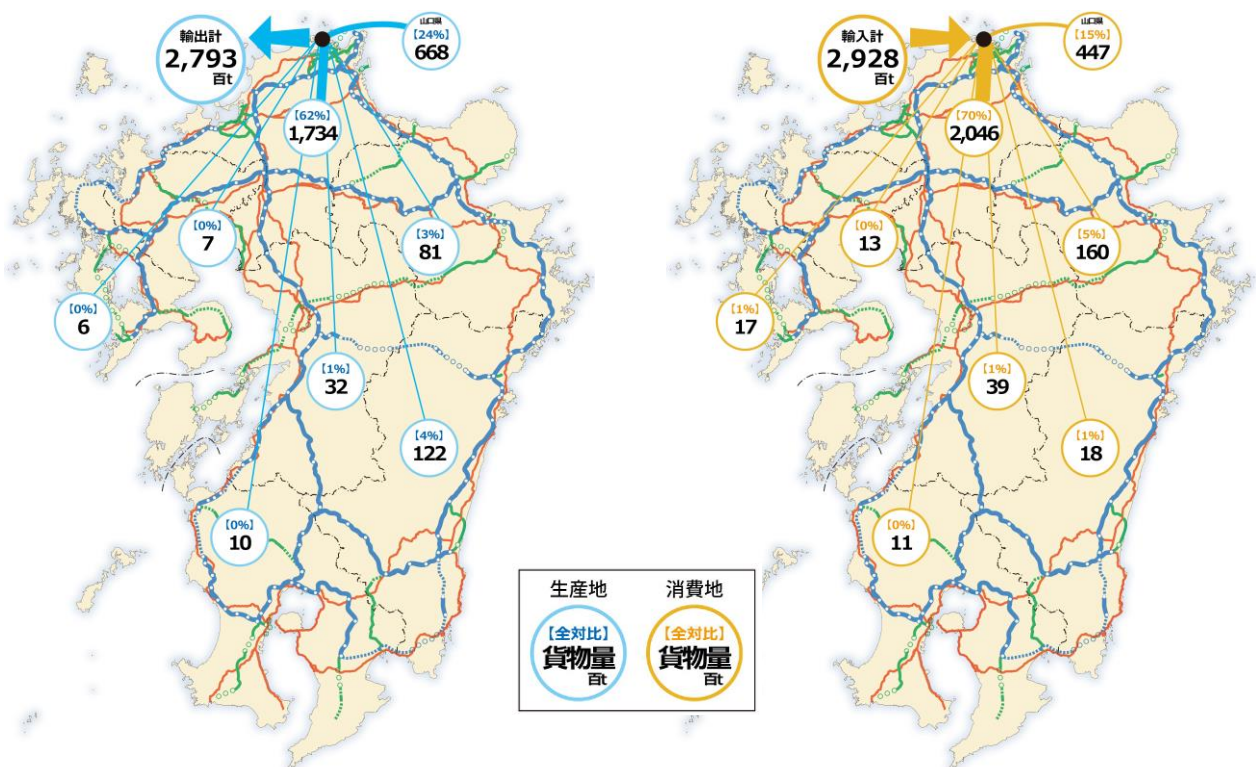 輸出計
2,793
百t
【24%】
668
【62%】
1,734
【0%】
7
【3%】
81
【0%】
6
【1%】
32
【4%】
122
【0%】
10
輸入計
2,928
百t
山口県
【15%】
447
【70%】
2,046
【0%】
13
【5%】
160
【1%】
17
【1%】
39
【1%】
18
【0%】
11
山口県
生産地
【全対比】
貨物量
百t
消費地
【全対比】
貨物量
百t